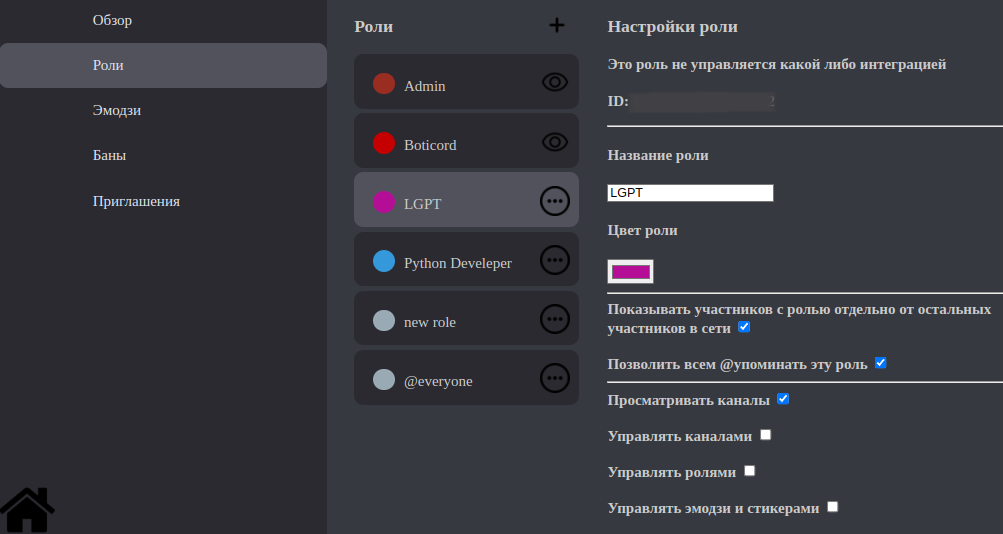 Обзор
Роли
Эмодзи
Баны
Приглашения
Роли
Admin
Boticord
LGPT
Python Develeper
new role
@everyone
Настройки роли
Это роль не управляется какой либо интеграцией
ID:
Название роли
LGPT
Цвет роли
Показывать участников с ролью отдельно от остальных
участников в сети
Позволить всем @упоминать эту роль
Просматривать каналы
Управлять каналами
Управлять ролями
Управлять эмодзи и стикерами